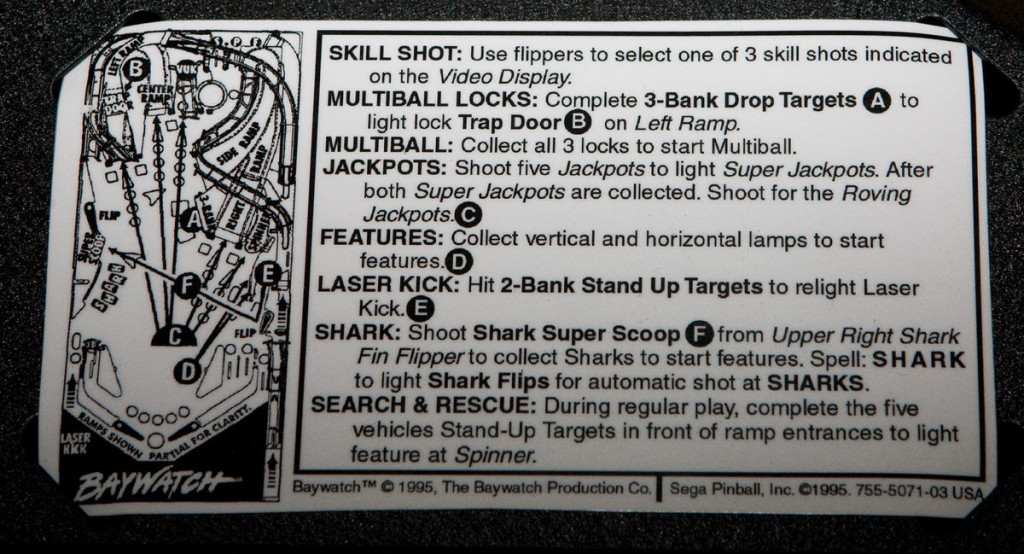 SKILL SHOT: Use flippers to select one of 3 skill shots indicated
on the Video Display.
MULTIBALL LOCKS: Complete 3-Bank Drop Targets A to
light lock Trap Door B on Left Ramp.
MULTIBALL: Collect all 3 locks to start Multiball.
JACKPOTS: Shoot five Jackpots to light Super Jackpots. After
both Super Jackpots are collected. Shoot for the Roving
Jackpots. C
FEATURES: Collect vertical and horizontal lamps to start
features. D
LASER KICK: Hit 2-Bank Stand Up Targets to relight Laser
Kick. E
SHARK: Shoot Shark Super Scoop F from Upper Right Shark
Fin Flipper to collect Sharks to start features. Spell: SHARK
to light Shark Flips for automatic shot at SHARKS.
SEARCH & RESCUE: During regular play, complete the five
vehicles Stand-Up Targets in front of ramp entrances to light
feature at Spinner.
Baywatch™ © 1995, The Baywatch Production Co. Sega Pinball, Inc. ©1995. 755-5071-03 USA
LEFT RAMP
B
VUK
CENTER
RAMP
SIDE RAMP
RAMP
RIGHT
A
SPINNER
FLIP
SUPER
SCOOP
SHARK
E
F
FLIP
C
D
RAMPS SHOWN PARTIAL FOR CLARITY.
LASER
KICK
BAYWATCH